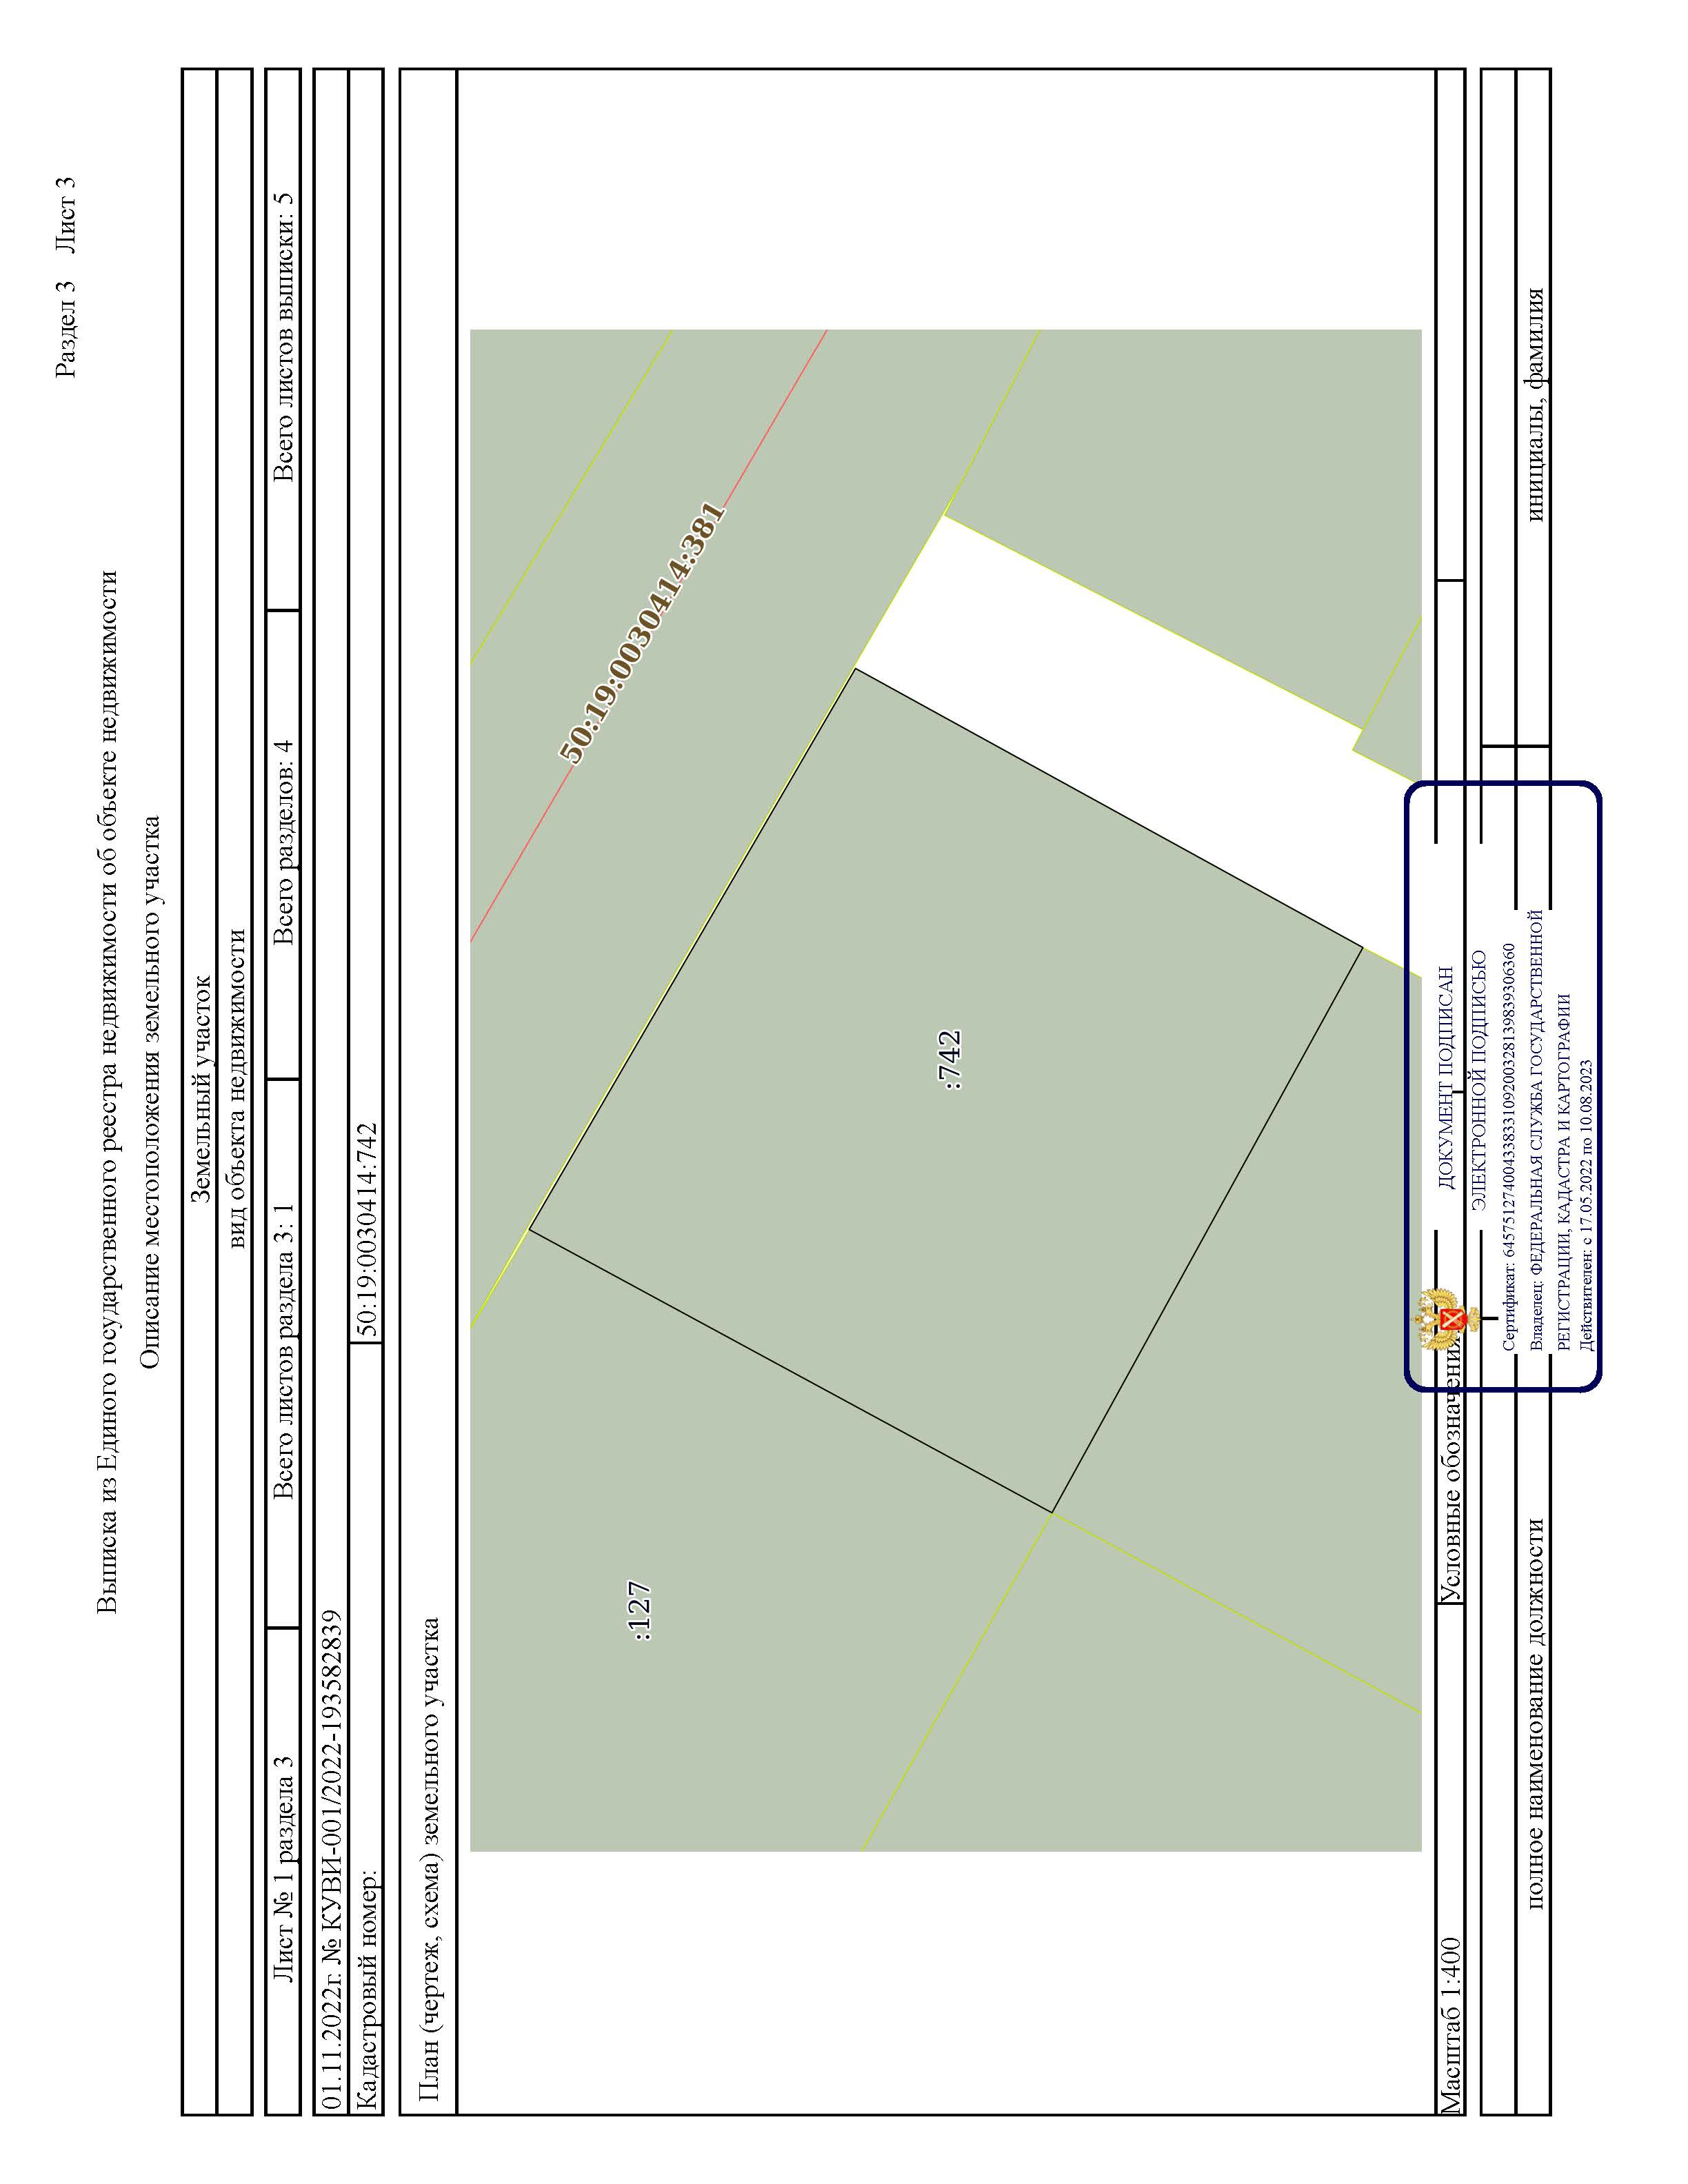 Раздел 3 Лист 3
Выписка из Единого государственного реестра недвижимости об объекте недвижимости
Описание местоположения земельного участка
Земельный участок
вид объекта недвижимости
Лист № 1 раздела 3 Всего листов раздела 3: 1 Всего разделов: 4 Всего листов выписки: 5
01.11.2022г. № КУВИ-001/2022-193582839
Кадастровый номер: 50:19:0030414:742
План (чертеж, схема) земельного участка
50:19:0030414:381
:127
:742
Масштаб 1:400 Условные обозначения
ДОКУМЕНТ ПОДПИСАН
ЭЛЕКТРОННОЙ ПОДПИСЬЮ
Сертификат: 645751274004338331092003281398393906360
Владелец: ФЕДЕРАЛЬНАЯ СЛУЖБА ГОСУДАРСТВЕННОЙ
РЕГИСТРАЦИИ, КАДАСТРА И КАРТОГРАФИИ
Действителен: с 17.05.2022 по 10.08.2023
полное наименование должности инициалы, фамилия